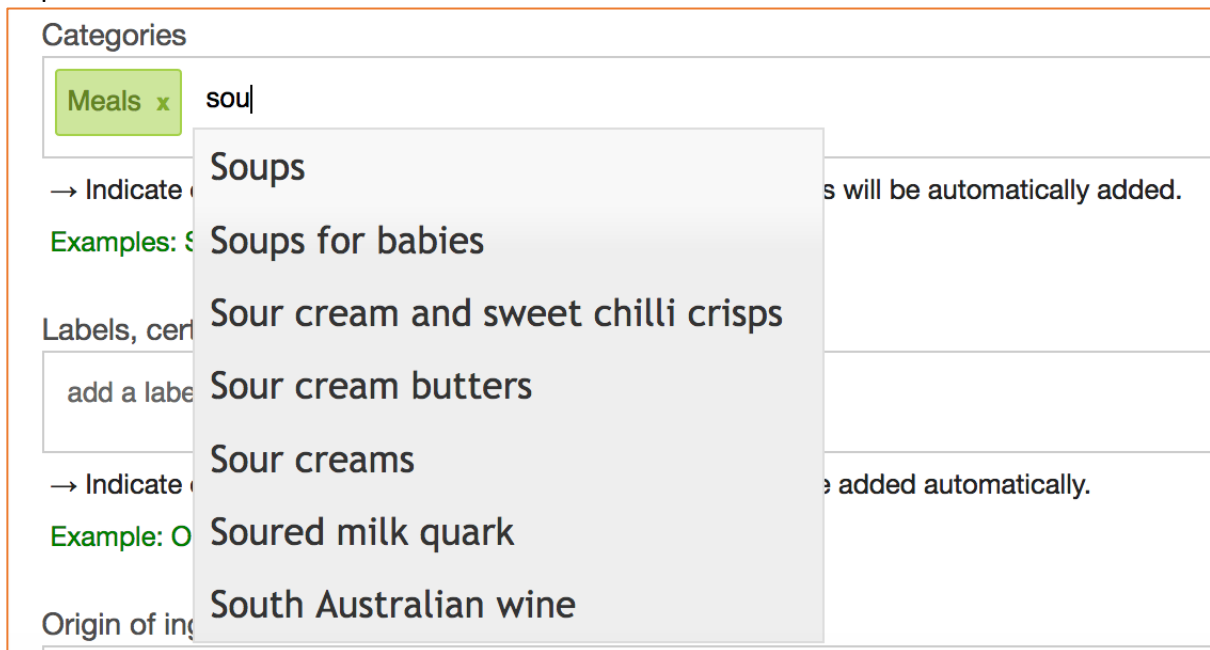 Categories
Meals x sou
Soups
→ Indicate s will be automatically added.
Examples: Soups for babies
Sour cream and sweet chilli crisps
Labels, cert
add a labe Sour cream butters
Sour creams
→ Indicate added automatically.
Example: O Soured milk quark
South Australian wine
Origin of ing